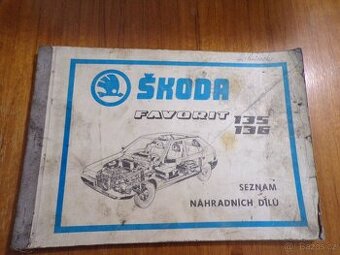 ŠKODA
FAVORIT 135
136
SEZNAM
NÁHRADNÍCH DÍLŮ